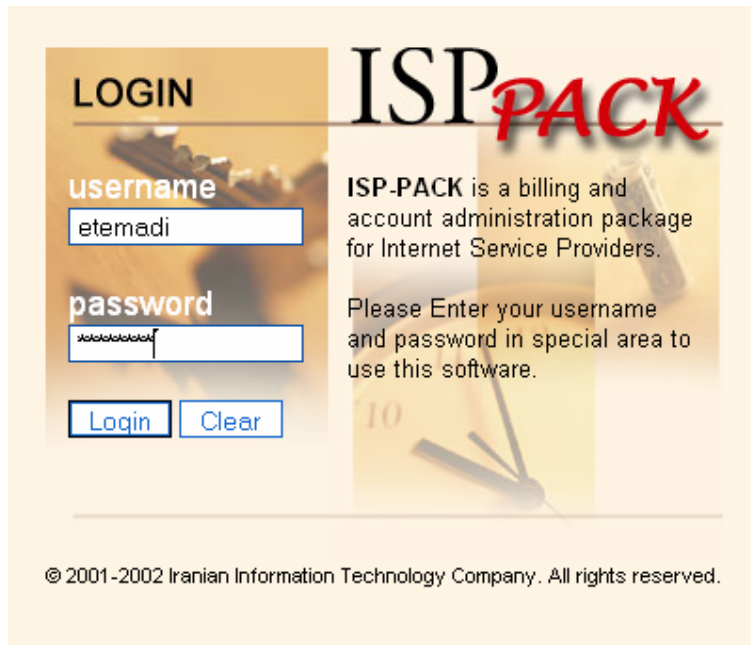 LOGIN
ISP PACK
username
etemadi
password
*********
Login Clear
ISP-PACK is a billing and
account administration package
for Internet Service Providers.
Please Enter your username
and password in special area to
use this software.
10
© 2001-2002 Iranian Information Technology Company. All rights reserved.